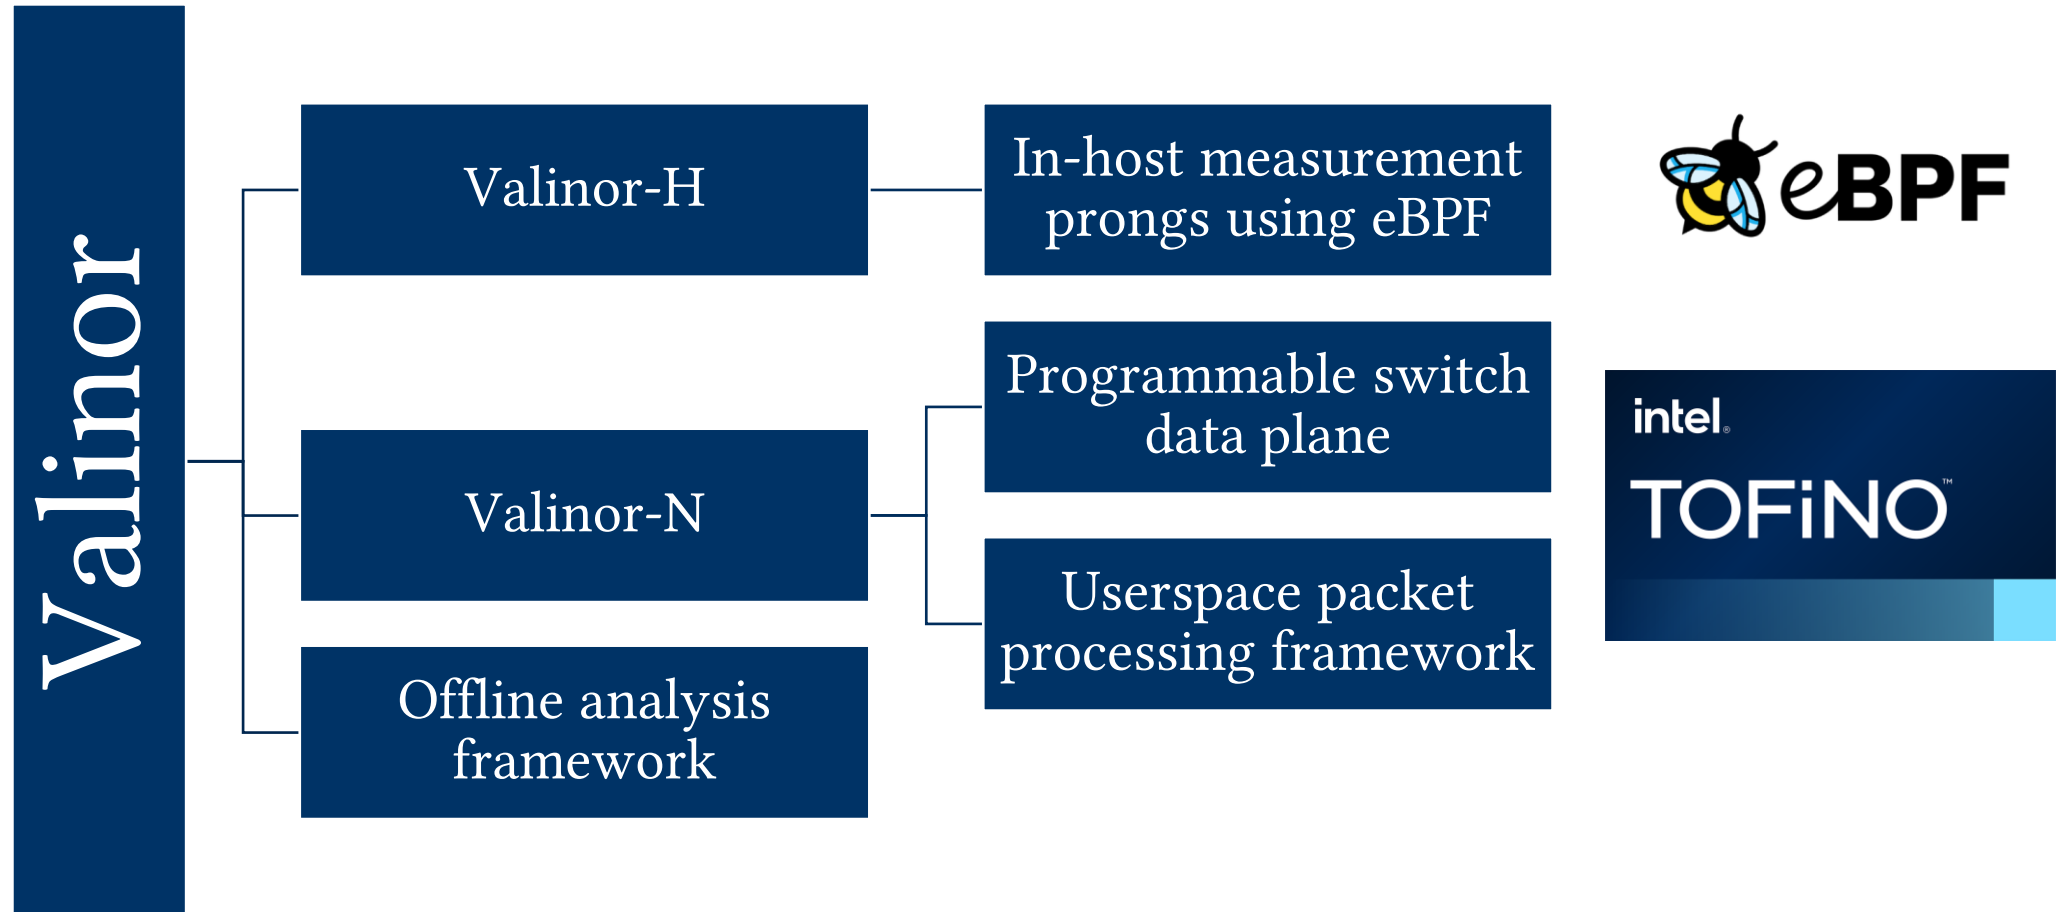 Valinor
Valinor-H
In-host measurement
prongs using eBPF
eBPF
Valinor-N
Programmable switch
data plane
Userspace packet
processing framework
intel®
TOFiNO™
Offline analysis
framework